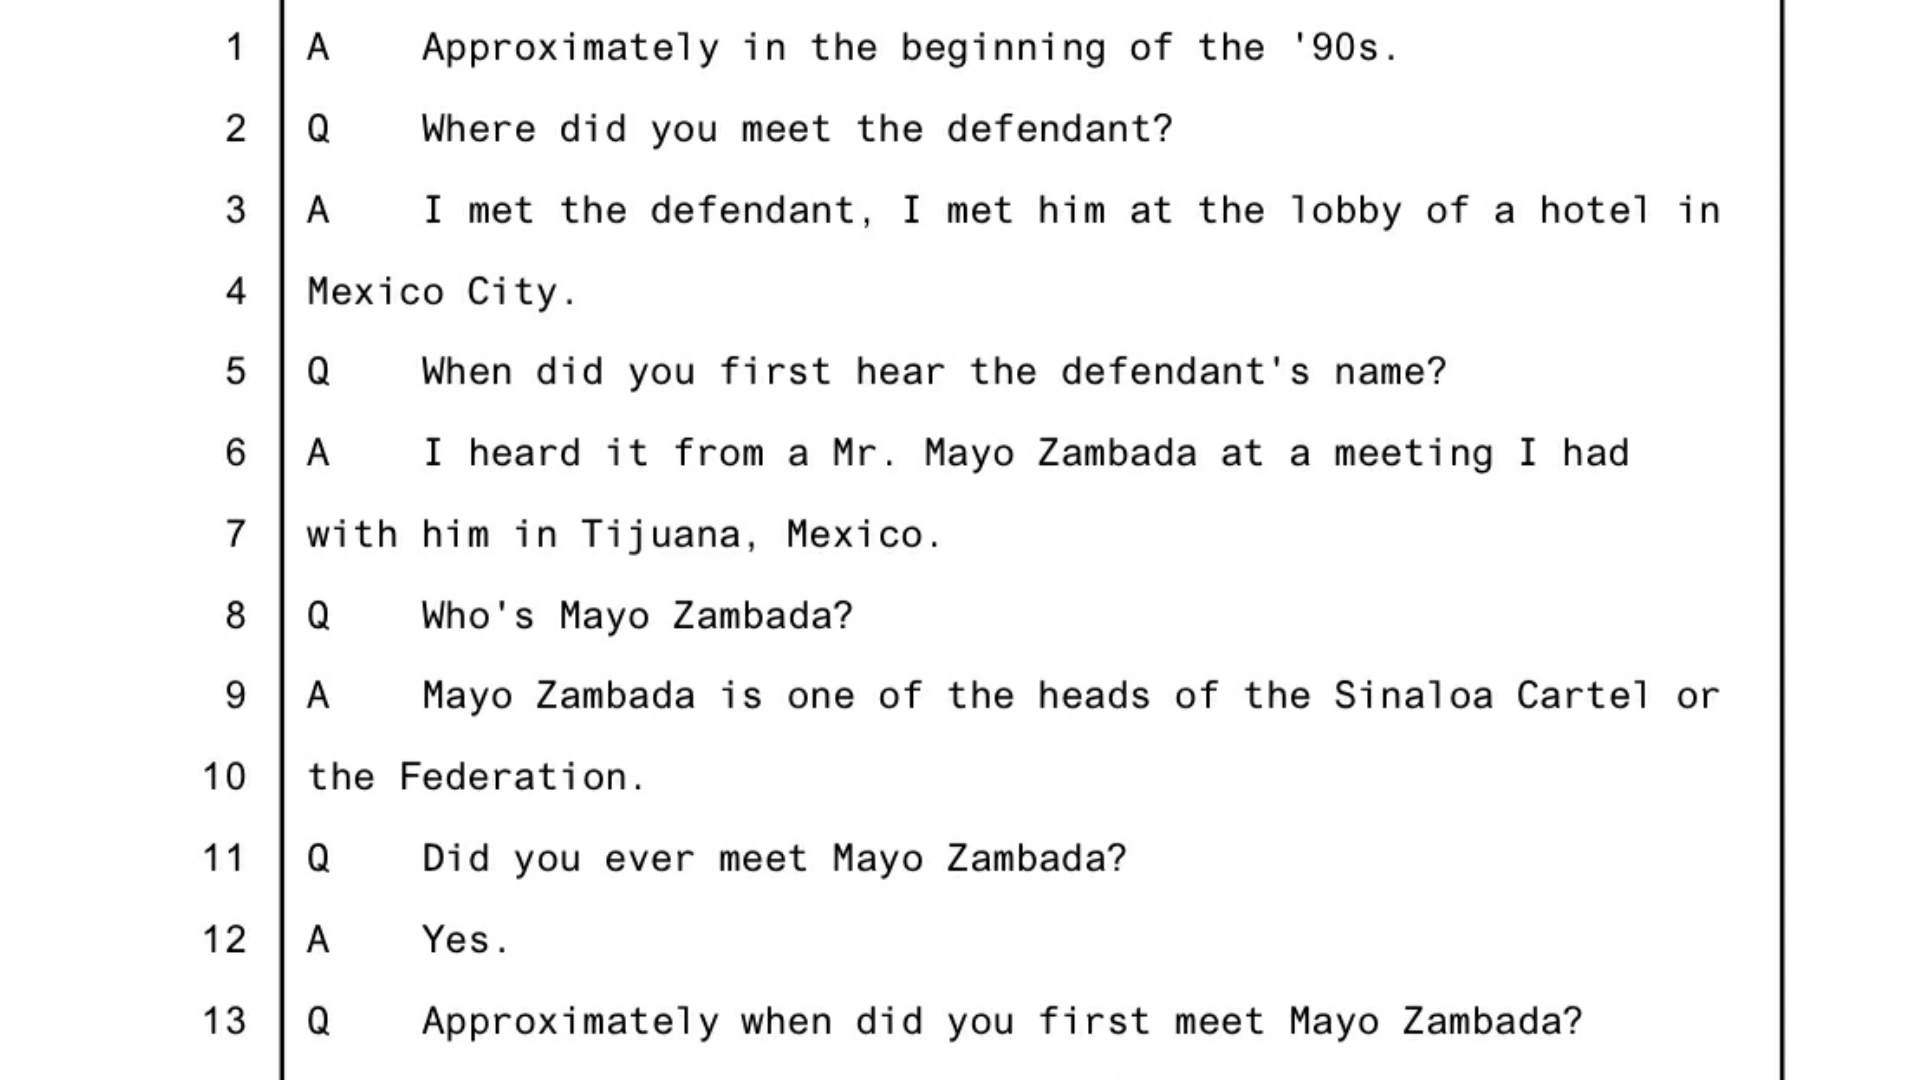 1 A Approximately in the beginning of the '90s.
2 Q Where did you meet the defendant?
3 A I met the defendant, I met him at the lobby of a hotel in
4 Mexico City.
5 Q When did you first hear the defendant's name?
6 A I heard it from a Mr. Mayo Zambada at a meeting I had
7 with him in Tijuana, Mexico.
8 Q Who's Mayo Zambada?
9 A Mayo Zambada is one of the heads of the Sinaloa Cartel or
10 the Federation.
11 Q Did you ever meet Mayo Zambada?
12 A Yes.
13 Q Approximately when did you first meet Mayo Zambada?